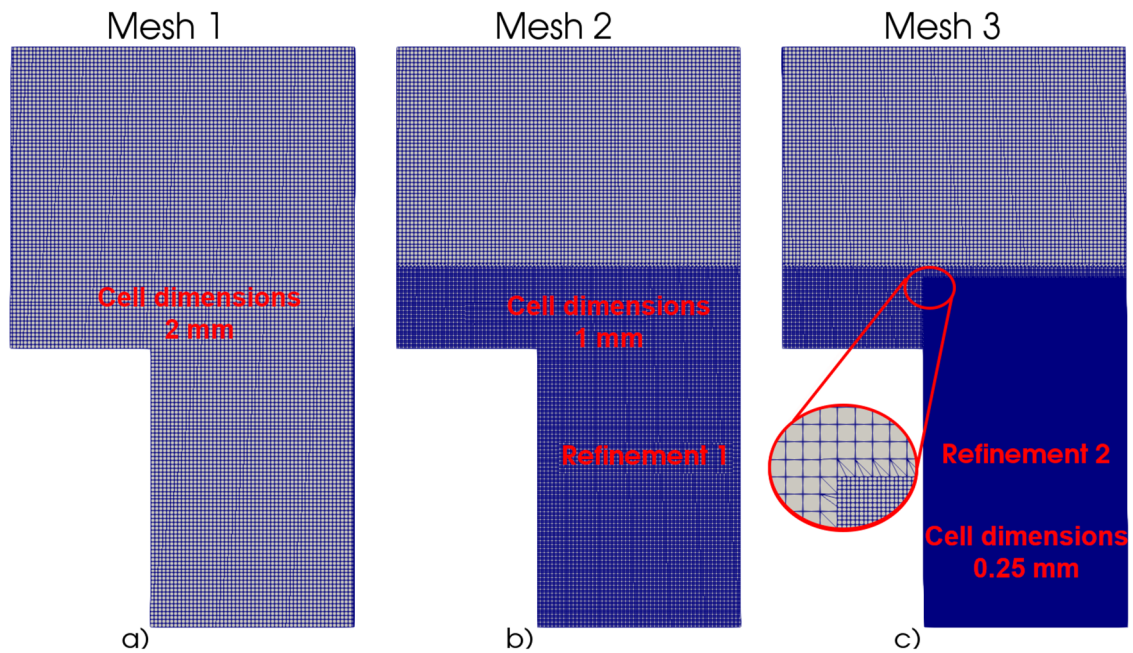 Mesh 1
Mesh 2
Mesh 3
Cell dimensions
2 mm
Cell dimensions
1 mm
Refinement 1
Refinement 2
Cell dimensions
0.25 mm
a)
b)
c)